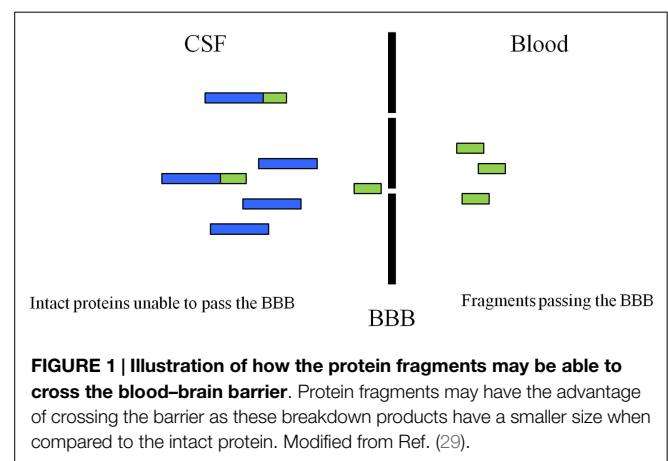 CSF
Blood
Intact proteins unable to pass the BBB
BBB
Fragments passing the BBB
FIGURE 1 | Illustration of how the protein fragments may be able to
cross the blood–brain barrier. Protein fragments may have the advantage
of crossing the barrier as these breakdown products have a smaller size when
compared to the intact protein. Modified from Ref. (29).